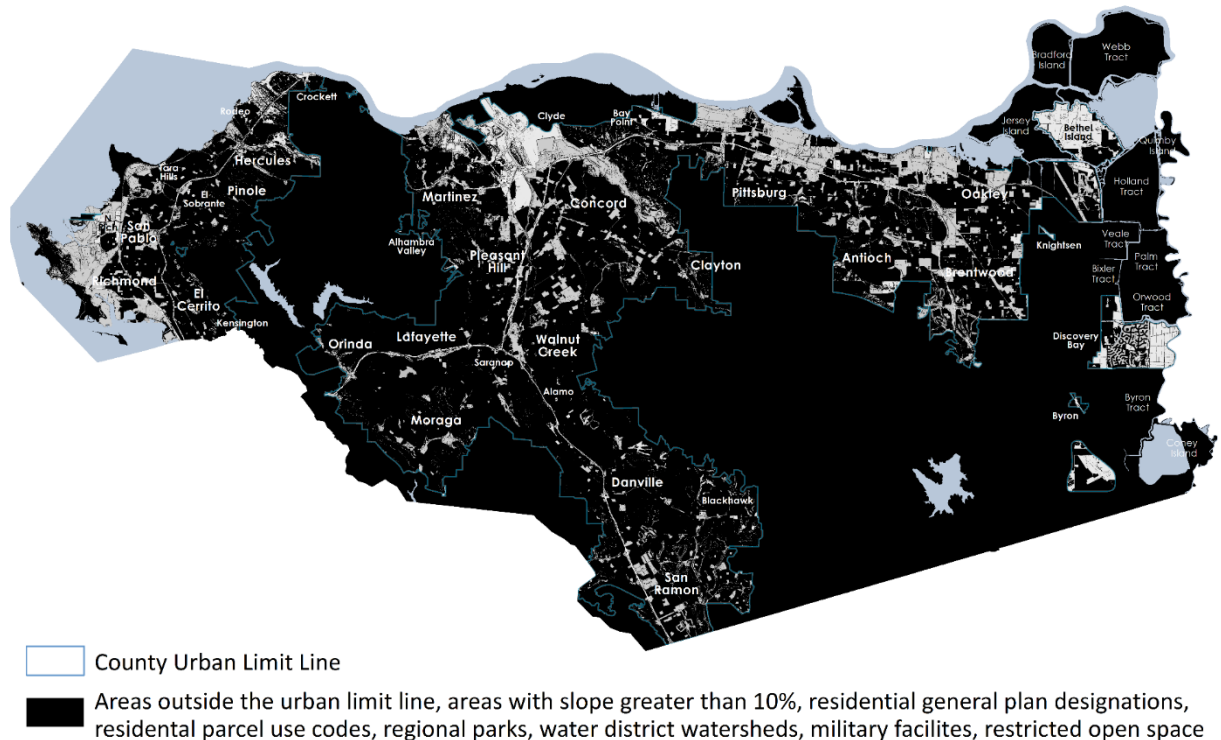 Bradford
Island
Webb
Tract
Crockett
Rodeo
Clyde
Bay
Point
Jersey
Island
Bethel
Island
Quimby
Island
Hercules
Tara
Hills
El
Sobrante
Pinole
Martinez
Concord
Pittsburg
Oakley
Holland
Tract
San
Pablo
Alhambra
Valley
Pleasant
Hill
Clayton
Antioch
Knightsen
Veale
Tract
Palm
Tract
Richmond
El
Cerrito
Brentwood
Bixler
Tract
Orwood
Tract
Kensington
Orinda
Lafayette
Saranap
Walnut
Creek
Discovery
Bay
Alamo
Moraga
Byron
Byron
Tract
Coney
Island
Danville
Blackhawk
San
Ramon
County Urban Limit Line
Areas outside the urban limit line, areas with slope greater than 10%, residential general plan designations,
residental parcel use codes, regional parks, water district watersheds, military facilites, restricted open space